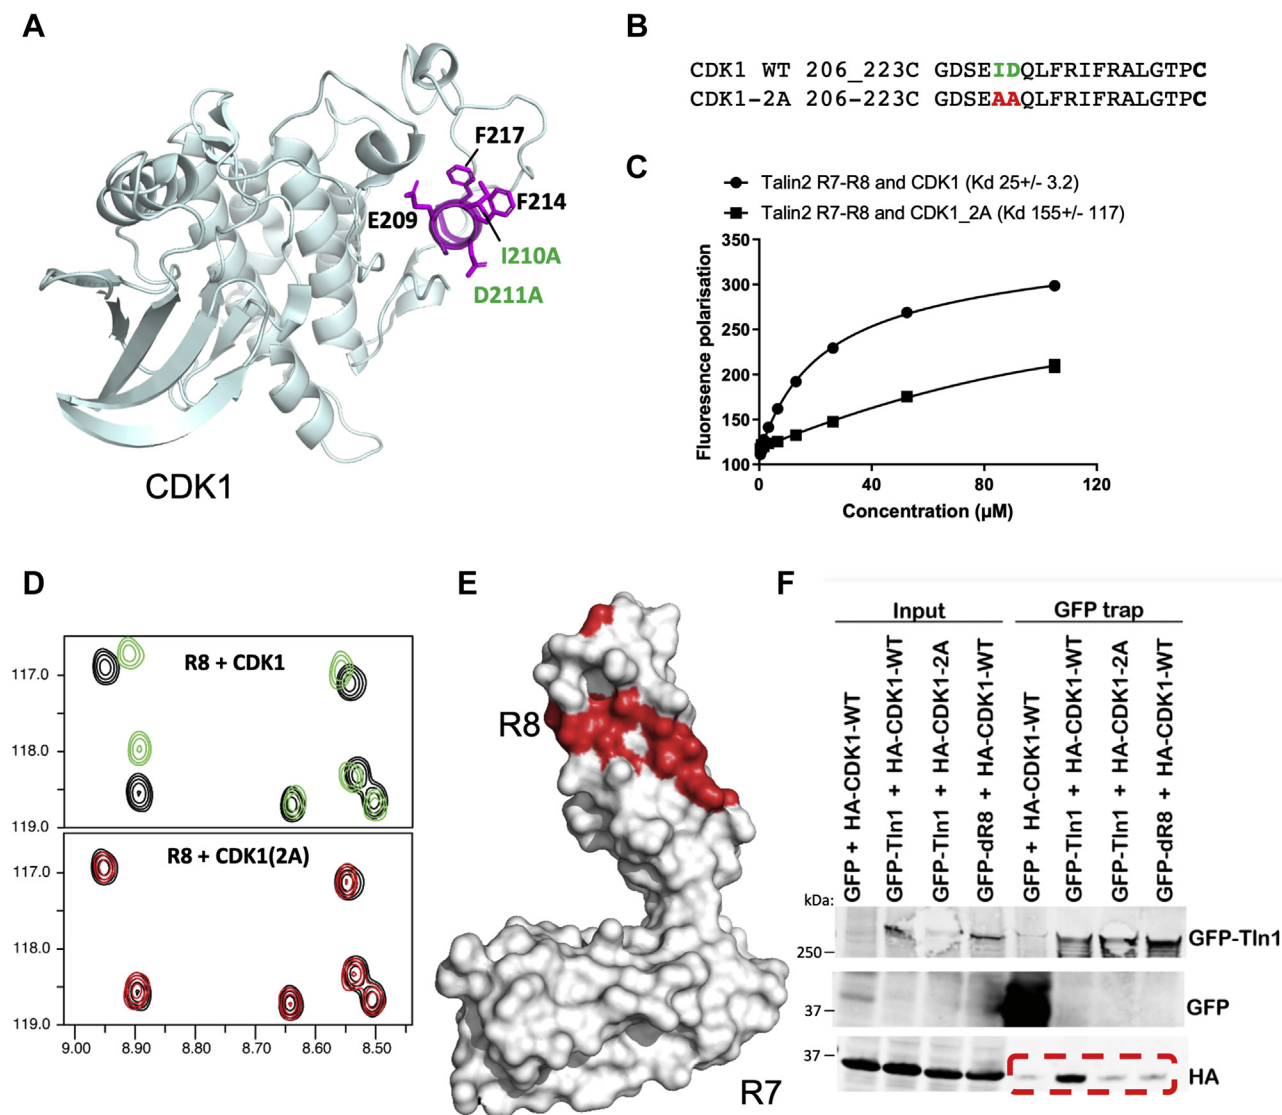 A
F217
F214
E209
I210A
D211A
CDK1
B
CDK1 WT 206_223C GDSEIDQLFRIFRALGTPC
CDK1-2A 206-223C GDSEAAQLFRIFRALGTPC
C
Talin2 R7-R8 and CDK1 (Kd 25+/- 3.2)
Talin2 R7-R8 and CDK1_2A (Kd 155+/- 117)
350
300
250
200
150
100
0
40
80
120
Fluoresence polarisation
Concentration (µM)
D
R8 + CDK1
117.0
118.0
119.0
R8 + CDK1(2A)
117.0
118.0
119.0
9.00 8.90 8.80 8.70 8.60 8.50
E
R8
R7
F
Input
GFP trap
GFP + HA-CDK1-WT
GFP-Tln1 + HA-CDK1-WT
GFP-Tln1 + HA-CDK1-2A
GFP-dR8 + HA-CDK1-WT
GFP + HA-CDK1-WT
GFP-Tln1 + HA-CDK1-WT
GFP-Tln1 + HA-CDK1-2A
GFP-dR8 + HA-CDK1-WT
kDa:
250
GFP-Tln1
37
GFP
37
HA